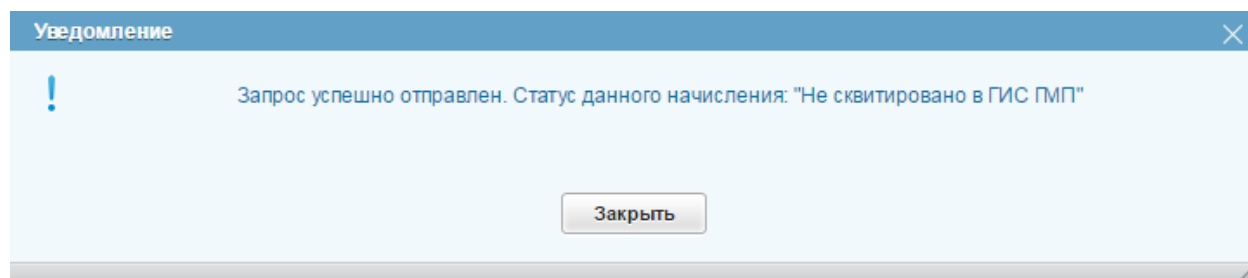 Уведомление
Запрос успешно отправлен. Статус данного начисления: "Не сквитировано в ГИС ГМП"
Закрыть